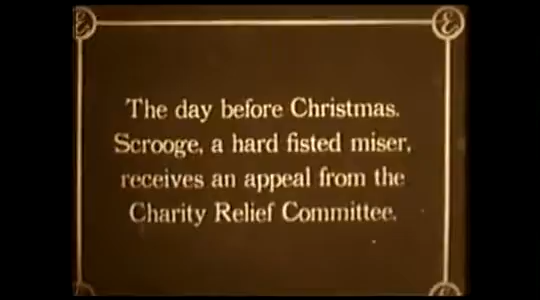 The day before Christmas.
Scrooge, a hard fisted miser,
receives an appeal from the
Charity Relief Committee.